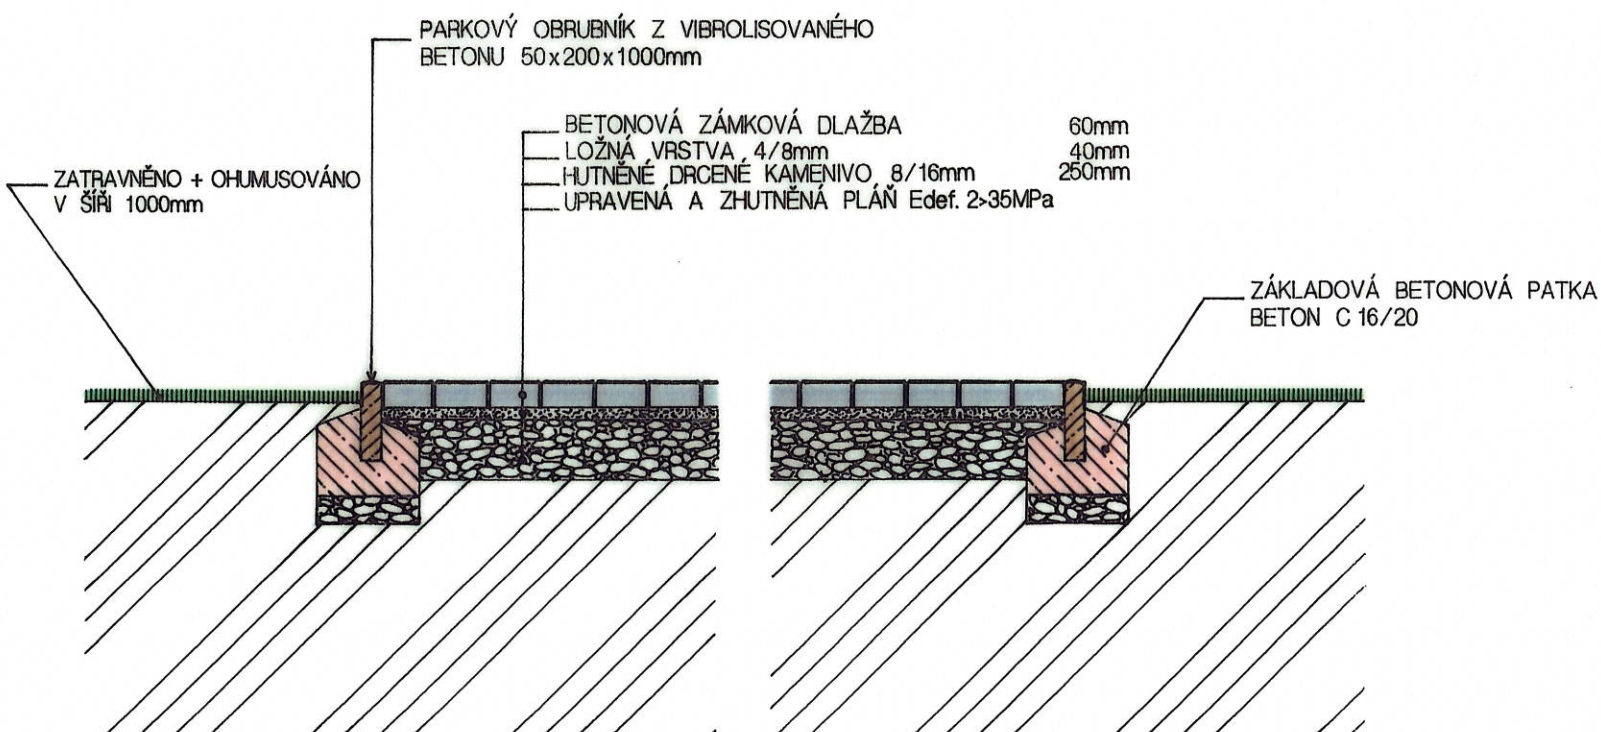 PARKOVÝ OBRUBNÍK Z VIBROLISOVANÉHO
BETONU 50x200x1000mm
BETONOVÁ ZÁMKOVÁ DLAŽBA 60mm
LOŽNÁ VRSTVA 4/8mm 40mm
HUTNĚNÉ DRCENÉ KAMENIVO 8/16mm 250mm
UPRAVENÁ A ZHUTNĚNÁ PLÁŇ Edef. 2>35MPa
ZATRAVNĚNO + OHUMUSOVÁNO
V ŠÍŘI 1000mm
ZÁKLADOVÁ BETONOVÁ PATKA
BETON C 16/20